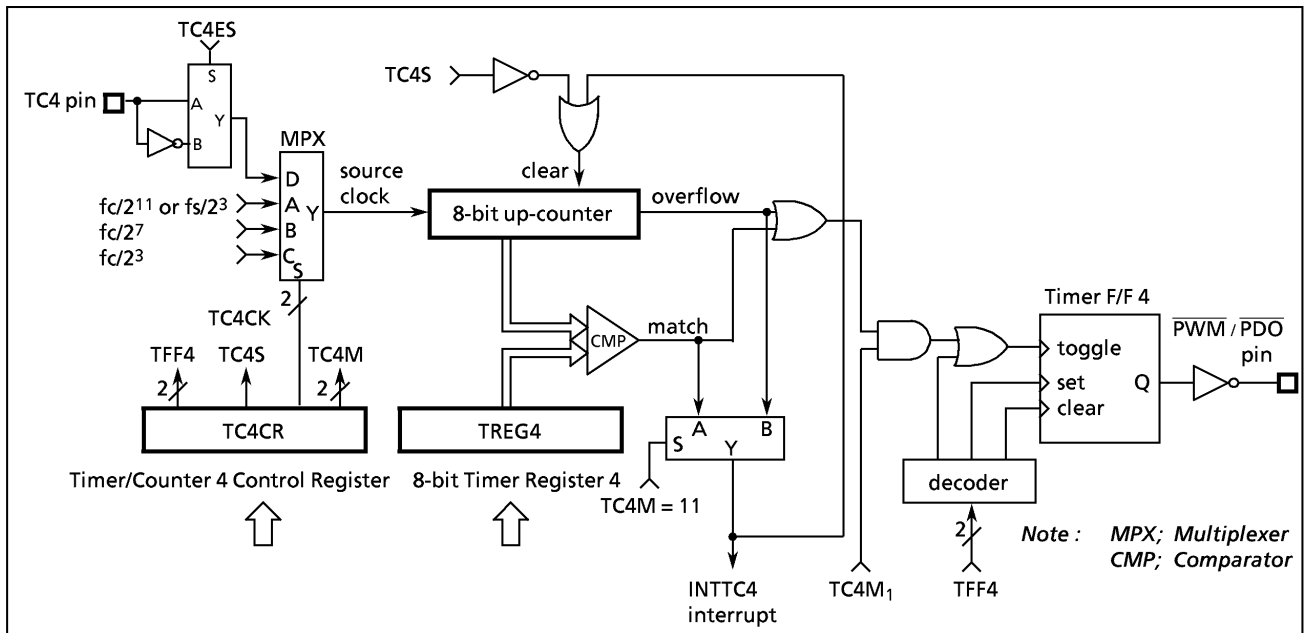 TC4ES
S
TC4 pin
A
Y
B
TC4S
MPX
D
A
Y
B
C
S
source
clock
clear
8-bit up-counter
overflow
fc/2¹¹ or fs/2³
fc/2⁷
fc/2³
2
TC4CK
TFF4
TC4S
TC4M
2
2
TC4CR
Timer/Counter 4 Control Register
CMP
match
TREG4
8-bit Timer Register 4
S
A
Y
B
TC4M = 11
INTTC4
interrupt
TC4M₁
Timer F/F 4
toggle
set
clear
Q
P̅W̅M̅ / P̅D̅O̅
pin
decoder
2
TFF4
Note : MPX; Multiplexer
CMP; Comparator